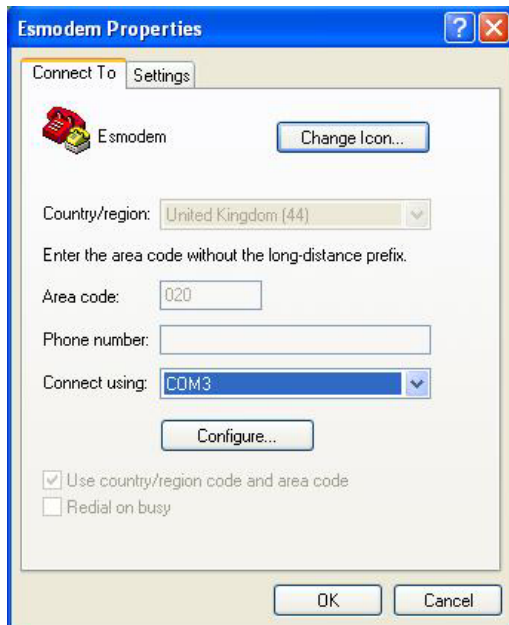 Esmodem Properties
Connect To Settings
Esmodem Change Icon...
Country/region: United Kingdom (44)
Enter the area code without the long-distance prefix.
Area code: 020
Phone number:
Connect using: COM3
Configure...
Use country/region code and area code
Redial on busy
OK Cancel